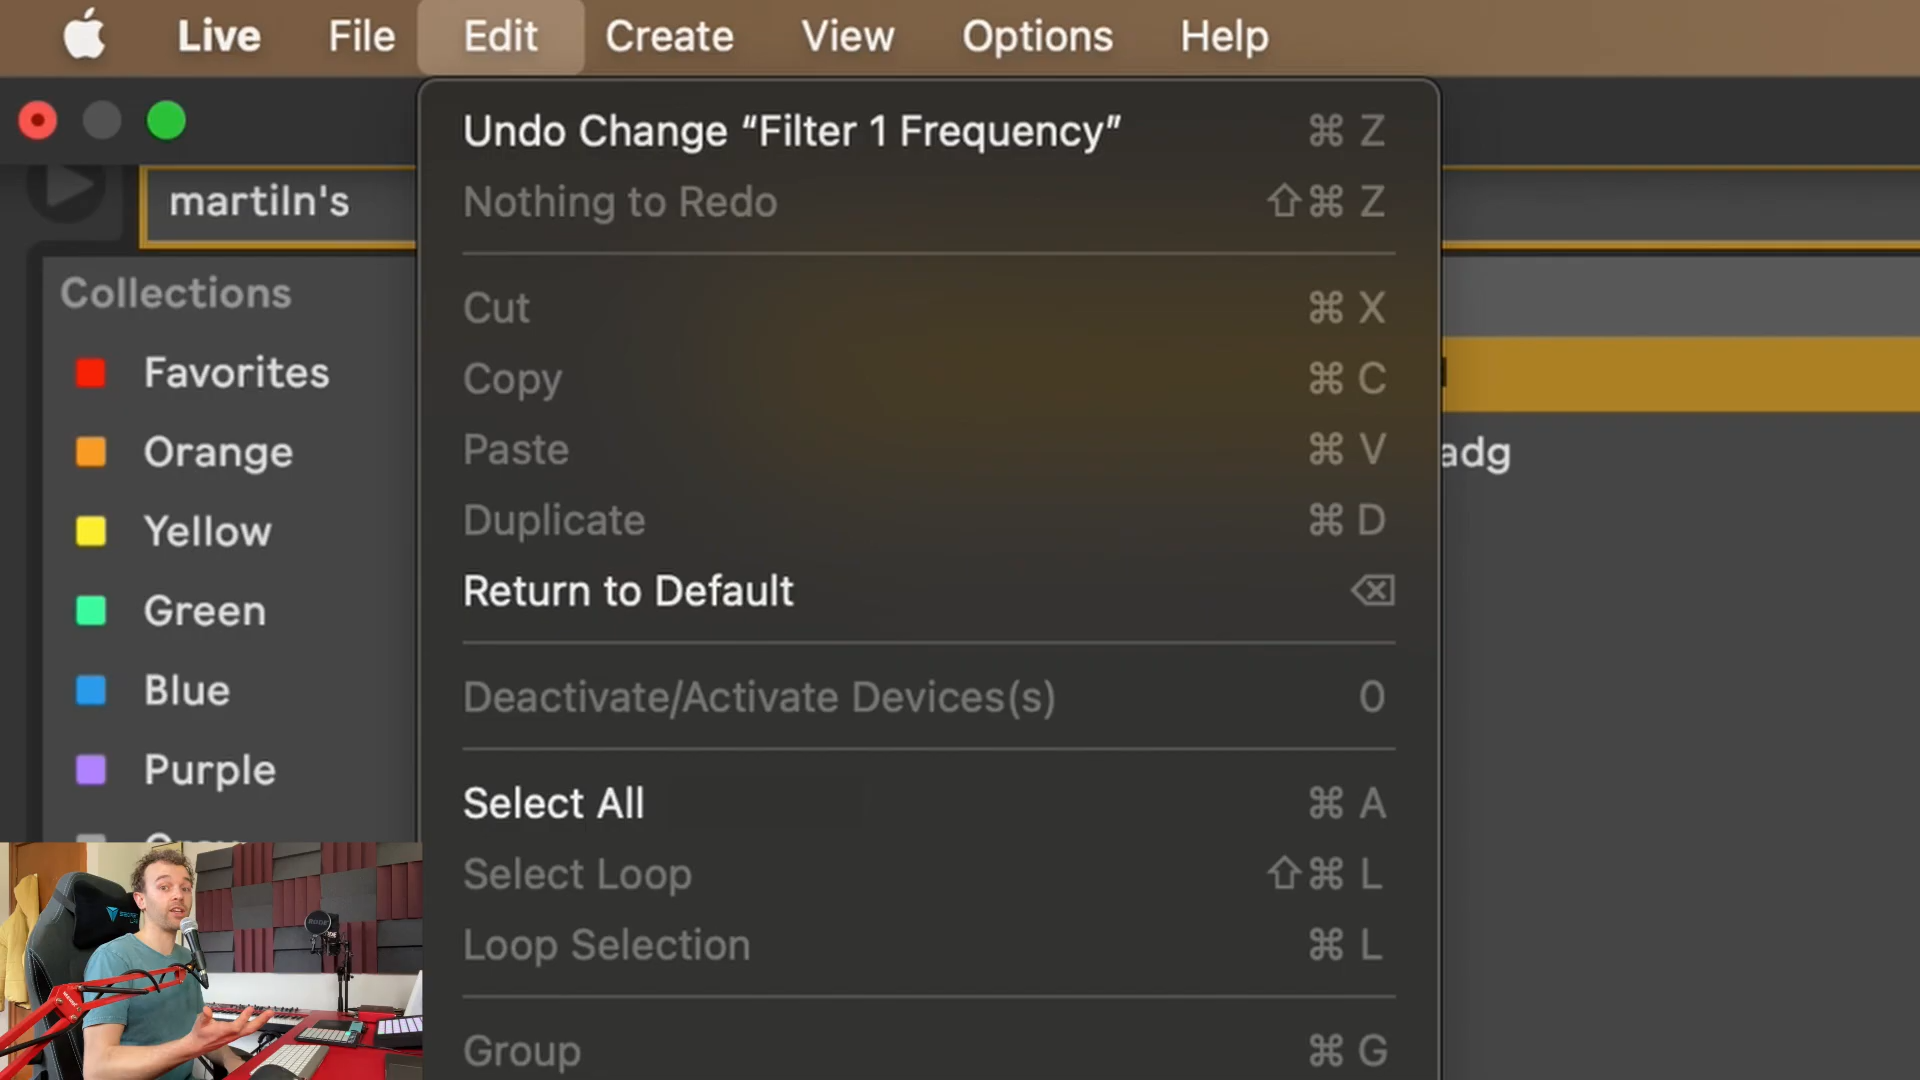 Live File Edit Create View Options Help
martiln's
Collections
Favorites
Orange
Yellow
Green
Blue
Purple
Undo Change “Filter 1 Frequency” ⌘ Z
Nothing to Redo ⇧⌘ Z
Cut ⌘ X
Copy ⌘ C
Paste ⌘ V
Duplicate ⌘ D
Return to Default ⌫
Deactivate/Activate Devices(s) 0
Select All ⌘ A
Select Loop ⇧⌘ L
Loop Selection ⌘ L
Group ⌘ G
adg
RODE